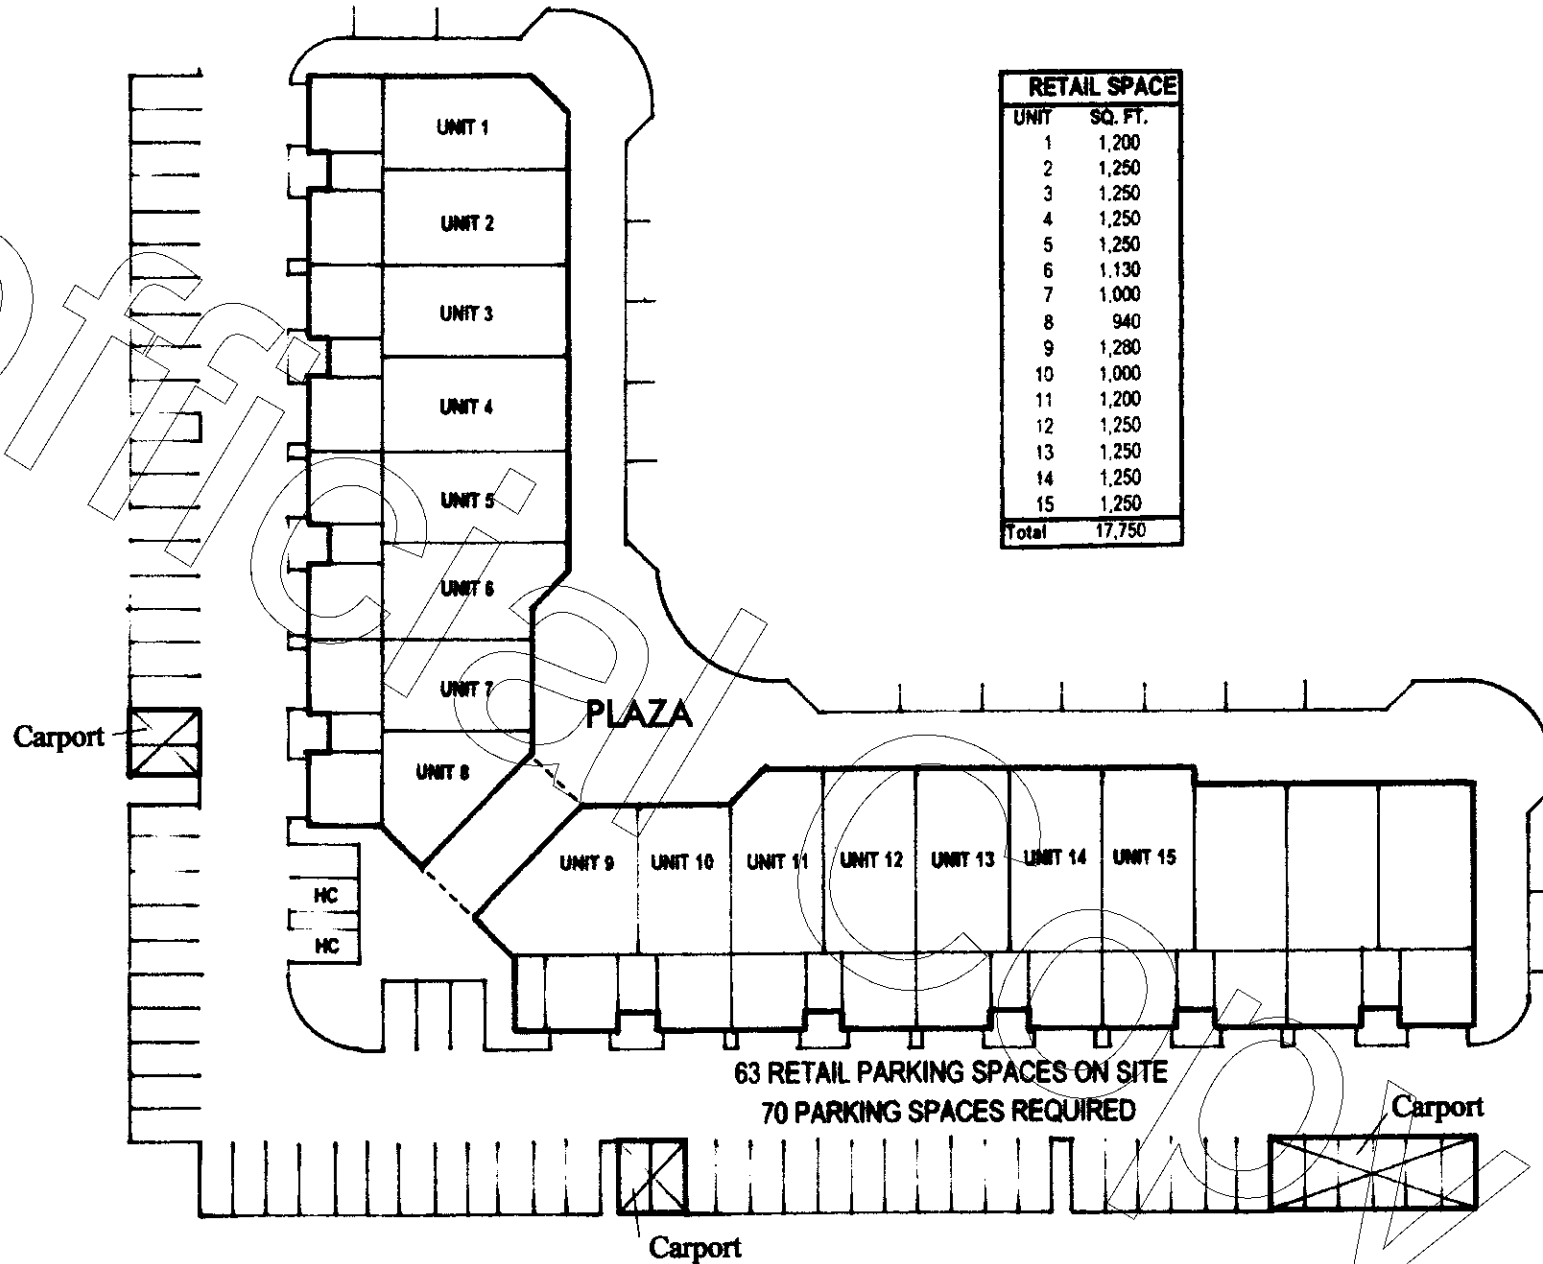 RETAIL SPACE
UNIT SQ. FT.
1 1,200
2 1,250
3 1,250
4 1,250
5 1,250
6 1,130
7 1,000
8 940
9 1,280
10 1,000
11 1,200
12 1,250
13 1,250
14 1,250
15 1,250
Total 17,750
UNIT 1
UNIT 2
UNIT 3
UNIT 4
UNIT 5
UNIT 6
UNIT 7
UNIT 8
PLAZA
Carport
UNIT 9 UNIT 10 UNIT 11 UNIT 12 UNIT 13 UNIT 14 UNIT 15
HC
HC
63 RETAIL PARKING SPACES ON SITE
70 PARKING SPACES REQUIRED
Carport
Carport
Official Copy